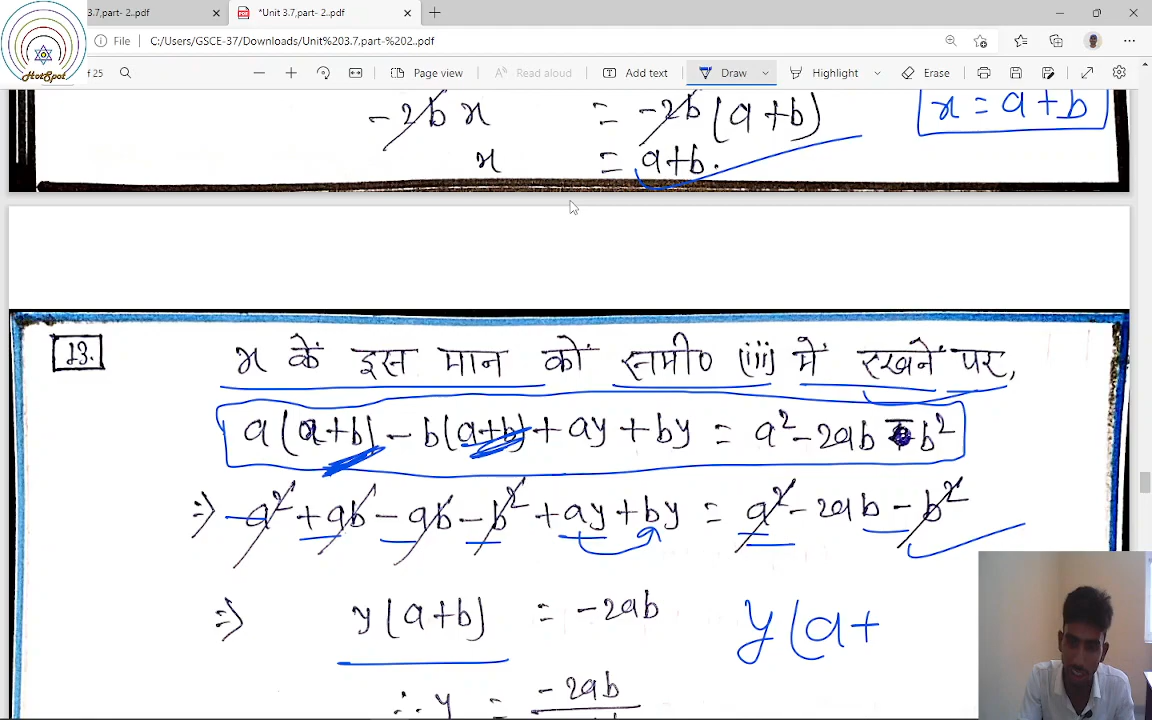 3.7,part- 2..pdf
*Unit 3.7,part- 2..pdf
HotSpot
File C:/Users/GSCE-37/Downloads/Unit%203.7,part-%202..pdf
of 25 Page view Read aloud Add text Draw Highlight Erase
-2b x = -2b (a+b) x = a+b
x = a+b.
13. x के इस मान को समी० (iii) में रखनें पर,
a(a+b) - b(a+b) + ay + by = a² - 2ab - b²
⇒ a² + ab - ab - b² + ay + by = a² - 2ab - b²
⇒ y(a+b) = -2ab y(a+
∴ y = -2ab